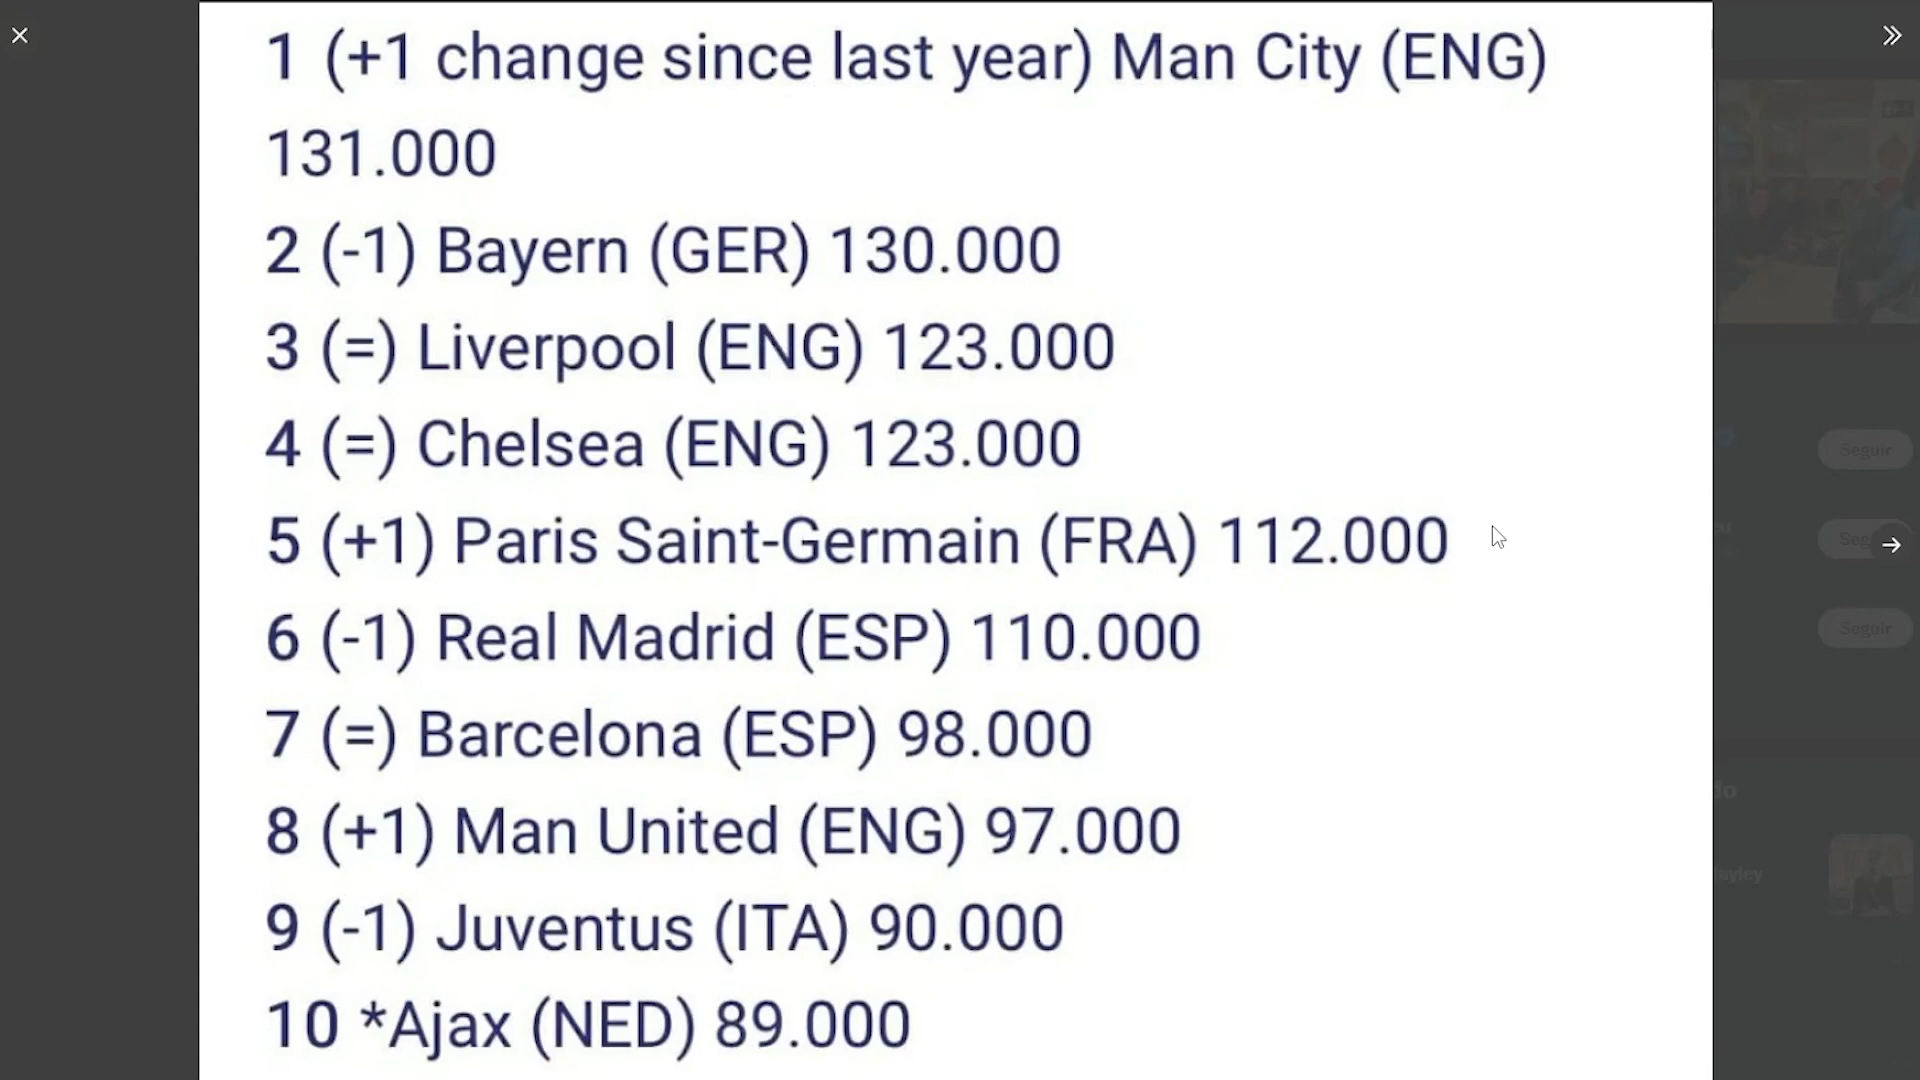 1 (+1 change since last year) Man City (ENG)
131.000
2 (-1) Bayern (GER) 130.000
3 (=) Liverpool (ENG) 123.000
4 (=) Chelsea (ENG) 123.000
5 (+1) Paris Saint-Germain (FRA) 112.000
6 (-1) Real Madrid (ESP) 110.000
7 (=) Barcelona (ESP) 98.000
8 (+1) Man United (ENG) 97.000
9 (-1) Juventus (ITA) 90.000
10 *Ajax (NED) 89.000
Seguir
Seguir